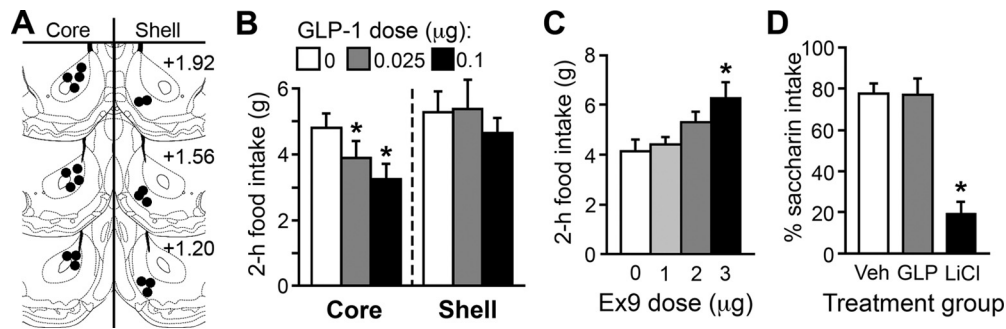 A
Core
Shell
+1.92
+1.56
+1.20
B
GLP-1 dose (µg):
0
0.025
0.1
2-h food intake (g)
6
4
2
0
*
*
Core
Shell
C
2-h food intake (g)
8
6
4
2
0
*
0 1 2 3
Ex9 dose (µg)
D
% saccharin intake
100
80
60
40
20
0
*
Veh GLP LiCl
Treatment group